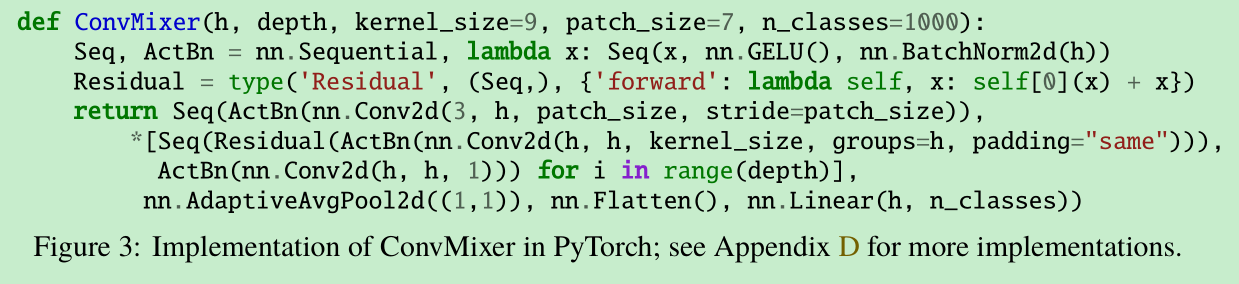 def ConvMixer(h, depth, kernel_size=9, patch_size=7, n_classes=1000):
    Seq, ActBn = nn.Sequential, lambda x: Seq(x, nn.GELU(), nn.BatchNorm2d(h))
    Residual = type('Residual', (Seq,), {'forward': lambda self, x: self[0](x) + x})
    return Seq(ActBn(nn.Conv2d(3, h, patch_size, stride=patch_size)),
        *[Seq(Residual(ActBn(nn.Conv2d(h, h, kernel_size, groups=h, padding="same"))),
          ActBn(nn.Conv2d(h, h, 1))) for i in range(depth)],
         nn.AdaptiveAvgPool2d((1,1)), nn.Flatten(), nn.Linear(h, n_classes))
Figure 3: Implementation of ConvMixer in PyTorch; see Appendix D for more implementations.